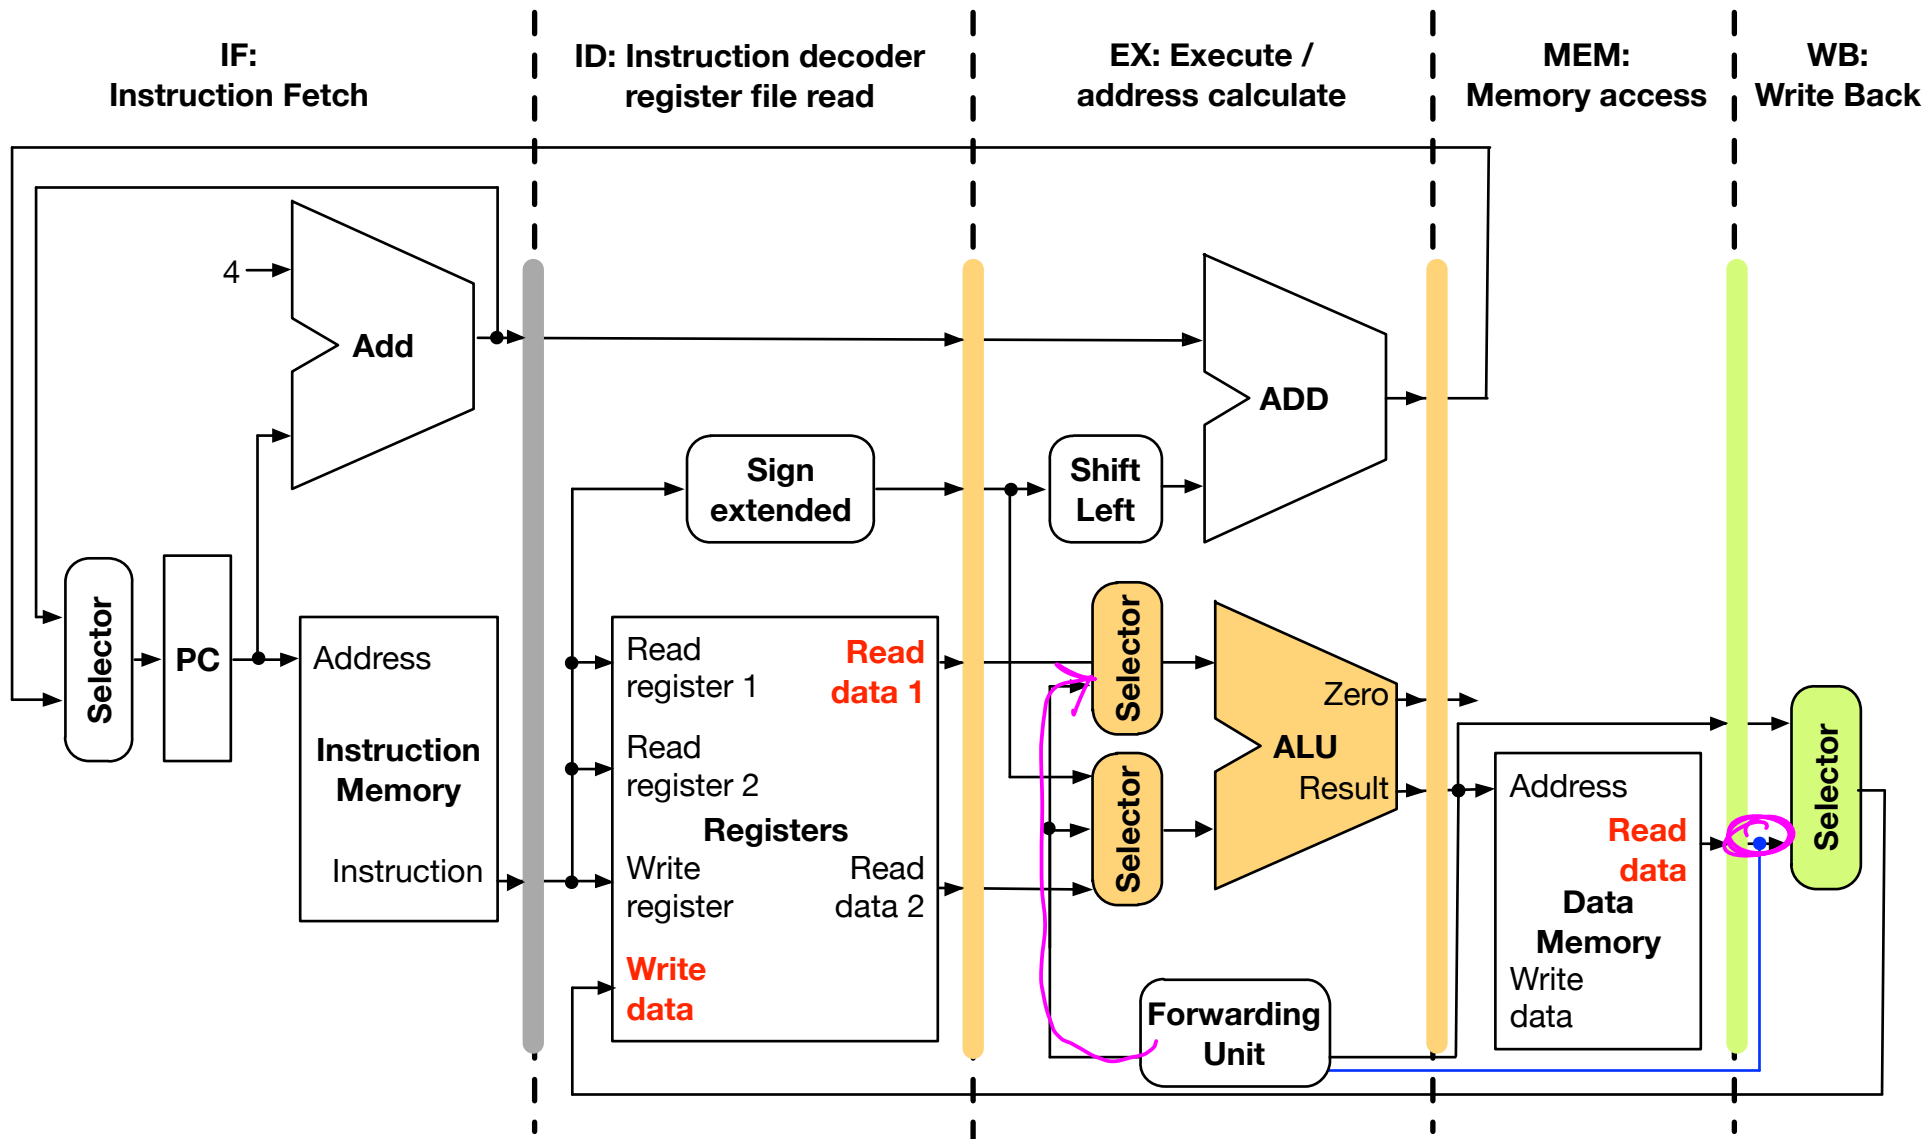 IF:
Instruction Fetch
ID: Instruction decoder
register file read
EX: Execute /
address calculate
MEM:
Memory access
WB:
Write Back
4
Add
ADD
Sign
extended
Shift
Left
Selector
PC
Address
Instruction
Memory
Instruction
Read
register 1
Read
data 1
Read
register 2
Registers
Write
register
Read
data 2
Write
data
Selector
Selector
Zero
ALU
Result
Forwarding
Unit
Address
Read
data
Data
Memory
Write
data
Selector